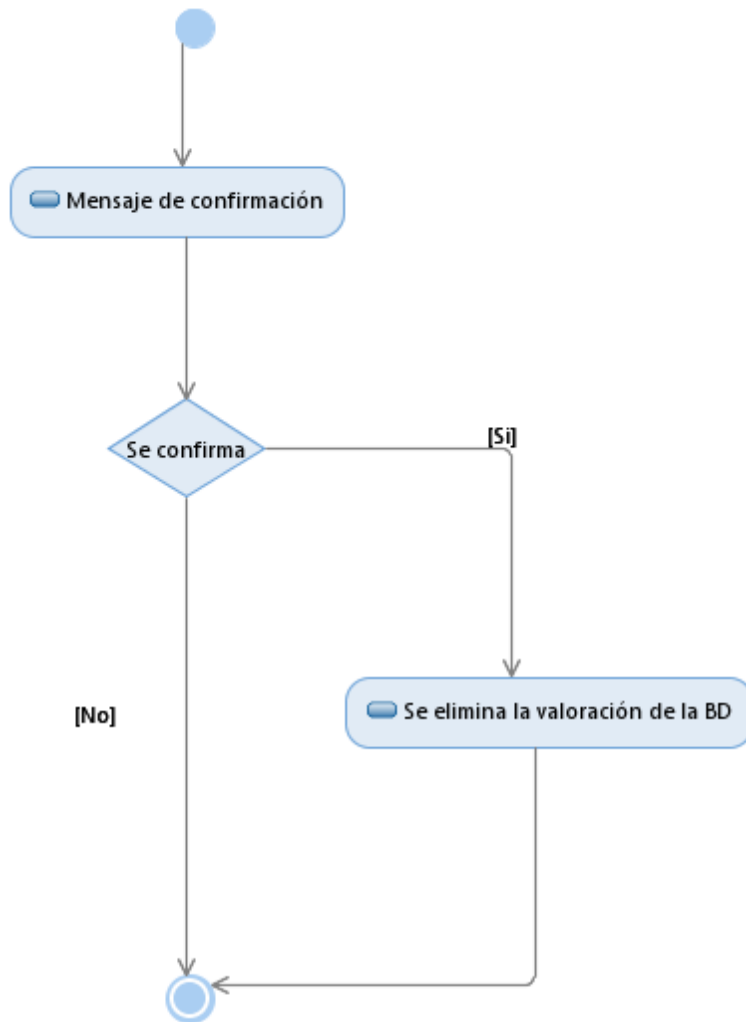 Mensaje de confirmación
Se confirma
[Si]
[No]
Se elimina la valoración de la BD